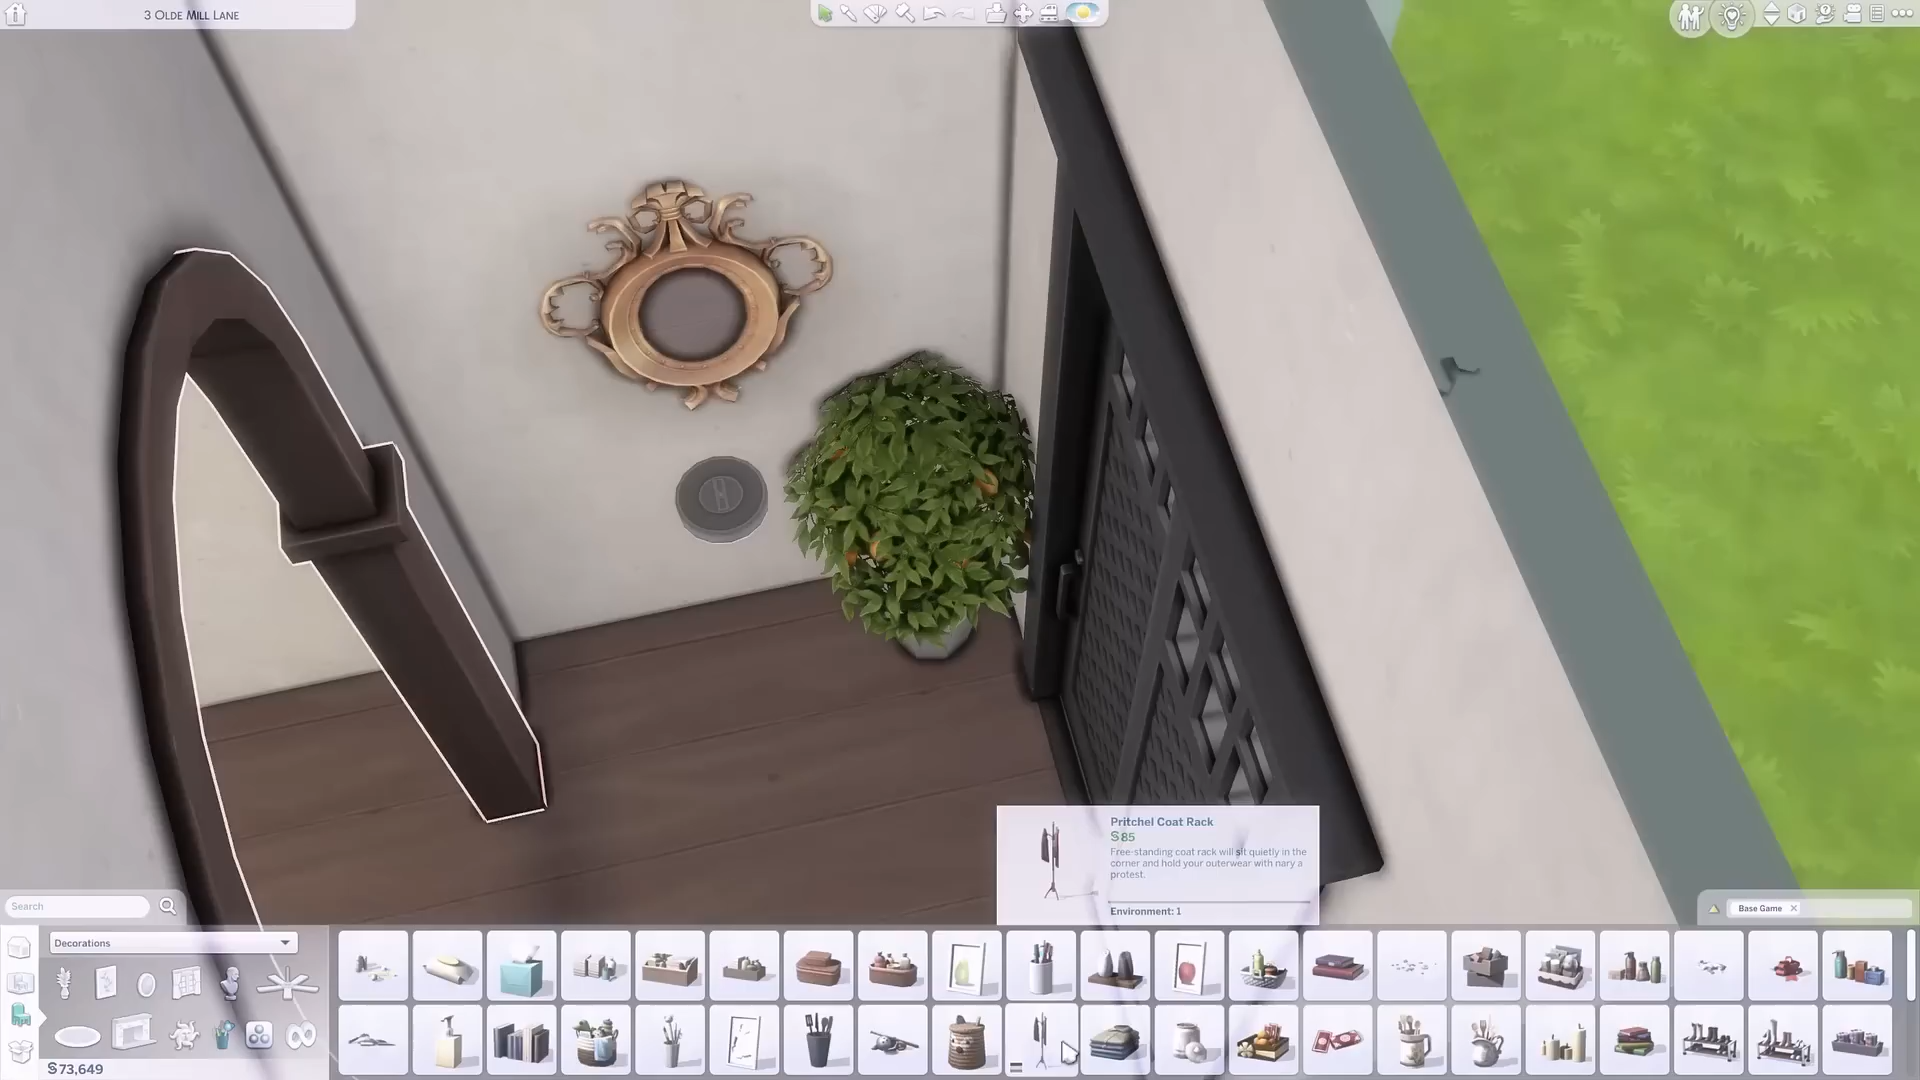 3 OLDE MILL LANE
Pritchel Coat Rack
§85
Free-standing coat rack will sit quietly in the
corner and hold your outerwear with nary a
protest.
Environment: 1
Search
Base Game
Decorations
§73,649